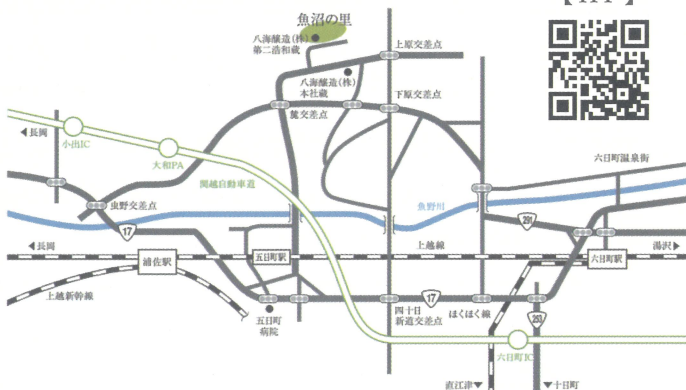 魚沼の里
八海醸造(株)
第二浩和蔵
上原交差点
八海醸造(株)
本社蔵
下原交差点
◀長岡
小出IC
大和PA
関越自動車道
六日町温泉街
虫野交差点
魚野川
17
291
◀長岡
浦佐駅
五日町駅
上越線
六日町駅
湯沢▶
上越新幹線
五日町
病院
四十日
新道交差点
17
ほくほく線
253
六日町IC
直江津▼
▼十日町